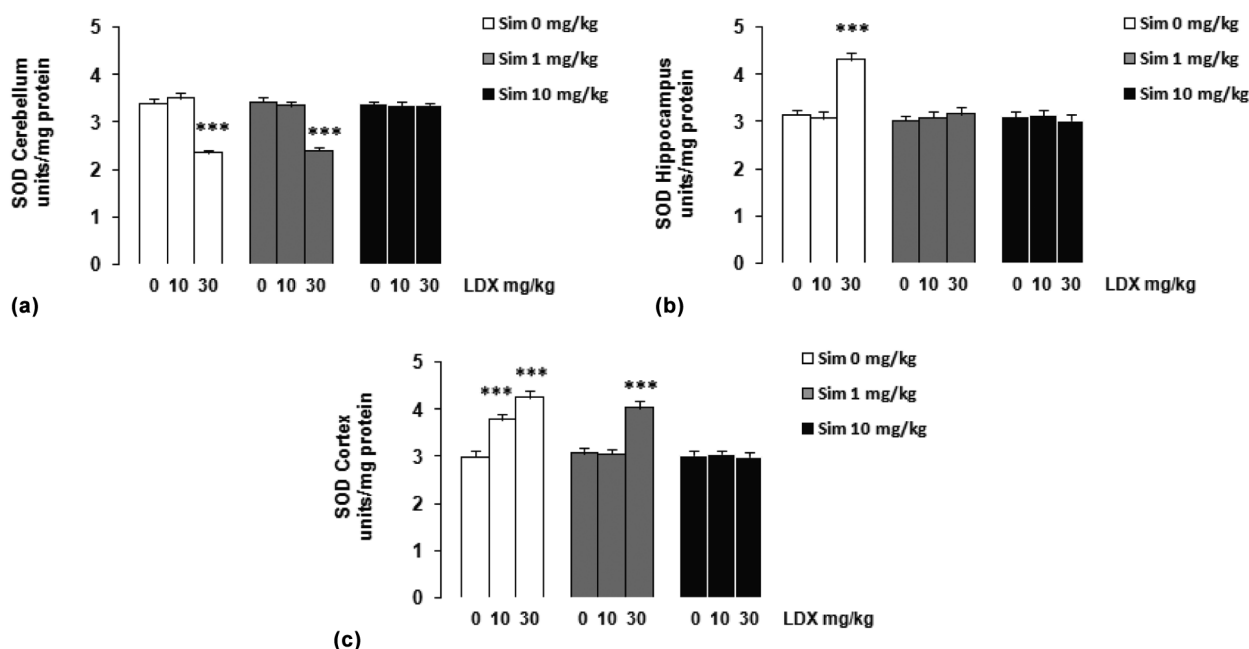 SOD Cerebellum
units/mg protein
5
4
3
2
1
0
***
***
0 10 30 0 10 30 0 10 30 LDX mg/kg
Sim 0 mg/kg
Sim 1 mg/kg
Sim 10 mg/kg
(a)
SOD Hippocampus
units/mg protein
5
4
3
2
1
0
***
0 10 30 0 10 30 0 10 30 LDX mg/kg
Sim 0 mg/kg
Sim 1 mg/kg
Sim 10 mg/kg
(b)
SOD Cortex
units/mg protein
5
4
3
2
1
0
*** *** ***
0 10 30 0 10 30 0 10 30 LDX mg/kg
Sim 0 mg/kg
Sim 1 mg/kg
Sim 10 mg/kg
(c)